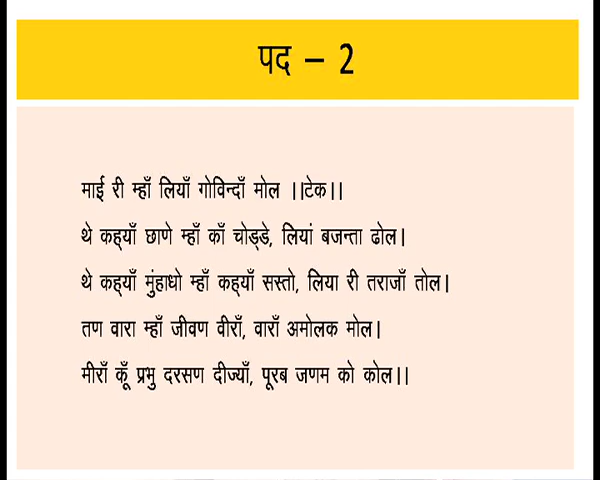 पद – 2
माई री म्हाँ लियाँ गोविन्दाँ मोल ।।टेक।।
थे कह्याँ छाणे म्हाँ काँ चोड्डे, लियां बजन्ता ढोल।
थे कह्याँ मुंहाधो म्हाँ कह्याँ सस्तो, लिया री तराजाँ तोल।
तण वारा म्हाँ जीवण वीराँ, वाराँ अमोलक मोल।
मीराँ कूँ प्रभु दरसण दीज्याँ, पूरब जणम को कोल।।